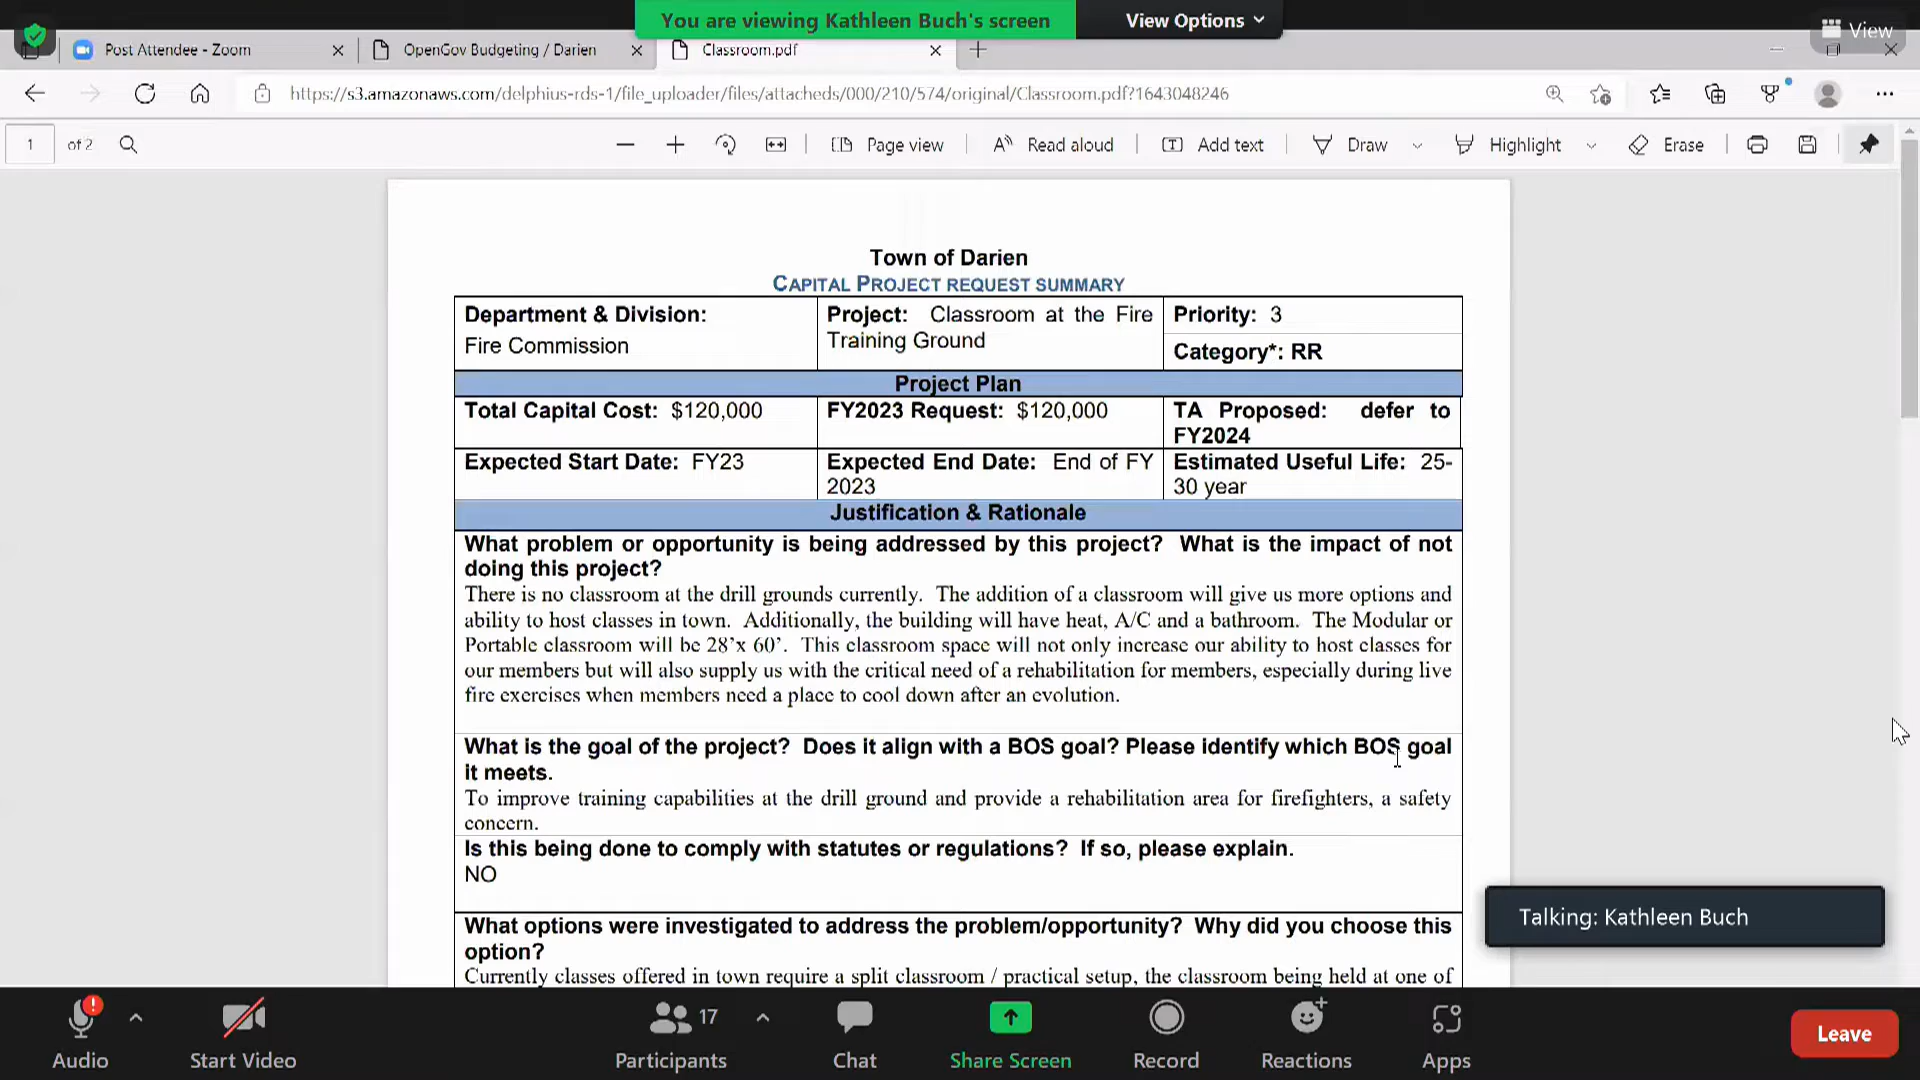 You are viewing Kathleen Buch's screen
View Options
View
Post Attendee - Zoom
OpenGov Budgeting / Darien
Classroom.pdf
https://s3.amazonaws.com/delphius-rds-1/file_uploader/files/attacheds/000/210/574/original/Classroom.pdf?1643048246
1 of 2
Page view
Read aloud
Add text
Draw
Highlight
Erase
Town of Darien
CAPITAL PROJECT REQUEST SUMMARY
Department & Division:
Fire Commission
Project: Classroom at the Fire
Training Ground
Priority: 3
Category*: RR
Project Plan
Total Capital Cost: $120,000
FY2023 Request: $120,000
TA Proposed: defer to
FY2024
Expected Start Date: FY23
Expected End Date: End of FY
2023
Estimated Useful Life: 25-
30 year
Justification & Rationale
What problem or opportunity is being addressed by this project? What is the impact of not
doing this project?
There is no classroom at the drill grounds currently. The addition of a classroom will give us more options and
ability to host classes in town. Additionally, the building will have heat, A/C and a bathroom. The Modular or
Portable classroom will be 28’x 60’. This classroom space will not only increase our ability to host classes for
our members but will also supply us with the critical need of a rehabilitation for members, especially during live
fire exercises when members need a place to cool down after an evolution.
What is the goal of the project? Does it align with a BOS goal? Please identify which BOS goal
it meets.
To improve training capabilities at the drill ground and provide a rehabilitation area for firefighters, a safety
concern.
Is this being done to comply with statutes or regulations? If so, please explain.
NO
What options were investigated to address the problem/opportunity? Why did you choose this
option?
Currently classes offered in town require a split classroom / practical setup, the classroom being held at one of
Talking: Kathleen Buch
Audio
Start Video
Participants
17
Chat
Share Screen
Record
Reactions
Apps
Leave